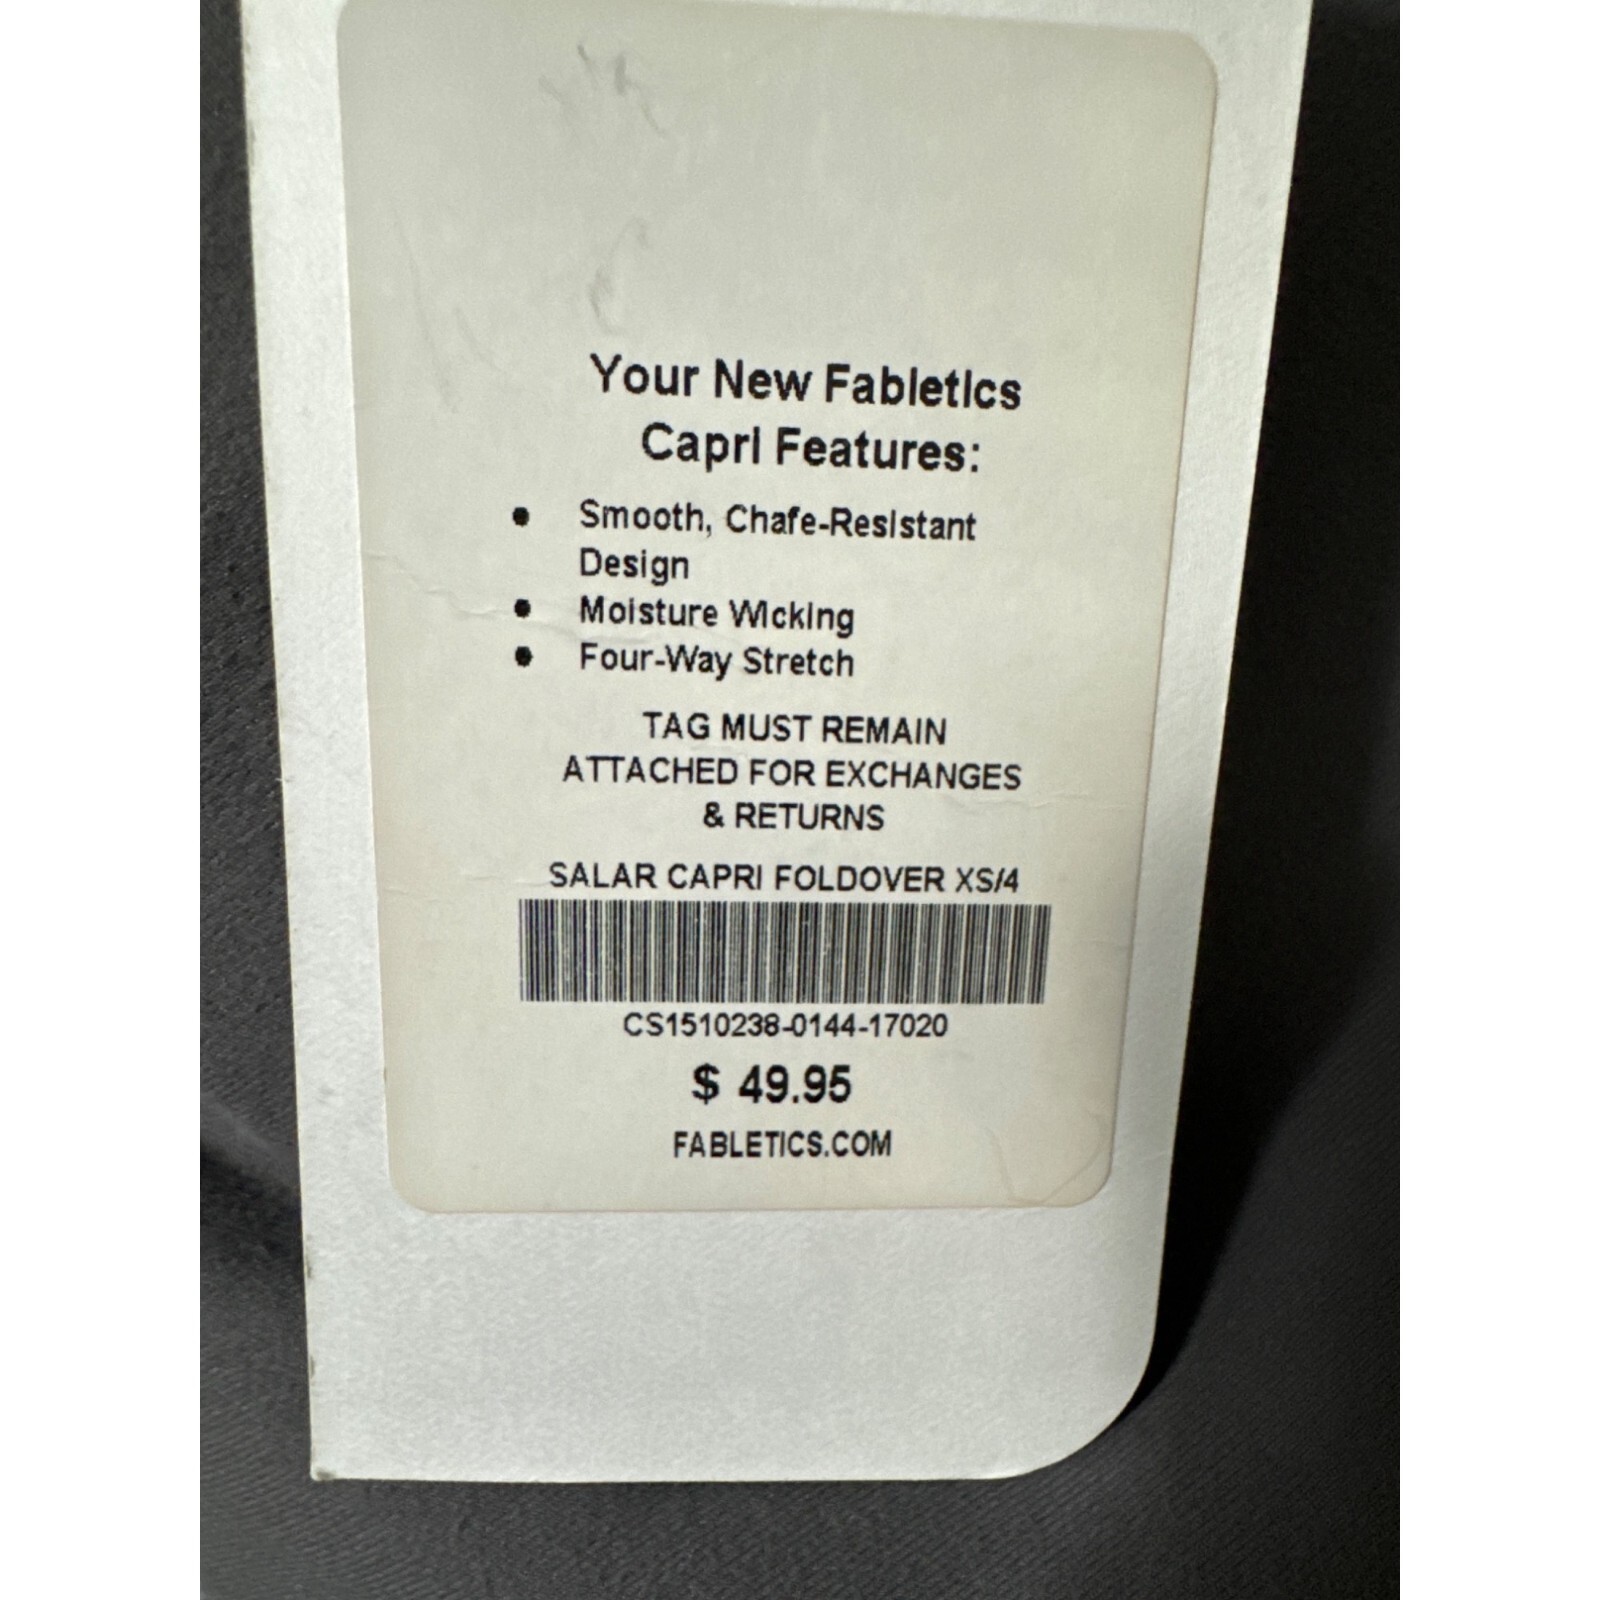 Your New Fabletics
Capri Features:
• Smooth, Chafe-Resistant
Design
• Moisture Wicking
• Four-Way Stretch
TAG MUST REMAIN
ATTACHED FOR EXCHANGES
& RETURNS
SALAR CAPRI FOLDOVER XS/4
CS1510238-0144-17020
$ 49.95
FABLETICS.COM